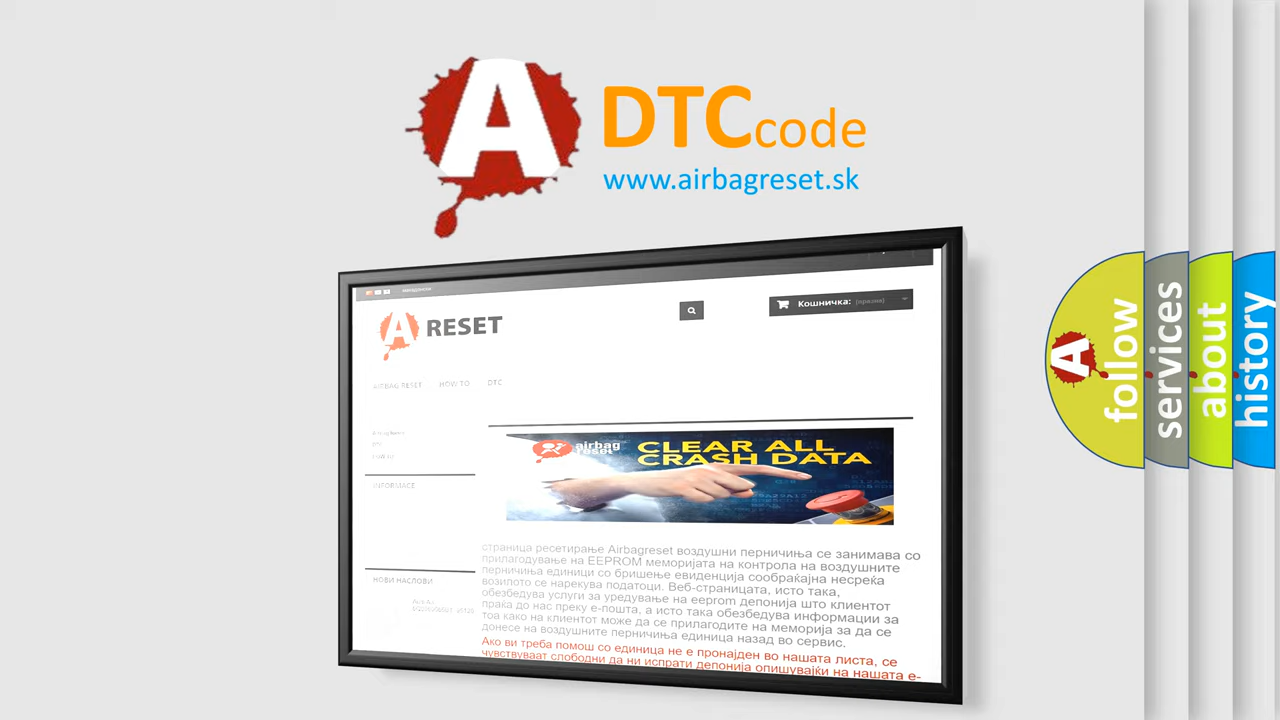 A
DTCcode
www.airbagreset.sk
Кошничка: (празна)
A RESET
AIRBAG RESET HOW TO DTC
airbag
reset
CLEAR ALL
CRASH DATA
INFORMACE
НОВИ НАСЛОВИ
страница ресетирање Airbagreset воздушни перничиња се занимава со
прилагодување на EEPROM меморијата на контрола на воздушните
перничиња единици со бришење евиденција сообраќајна несреќа
возилото се нарекува податоци. Веб-страницата, исто така,
обезбедува услуги за уредување на eeprom депонија што клиентот
праќа до нас преку е-пошта, а исто така обезбедува информации за
тоа како на клиентот може да се прилагодите на меморија за да се
донесе на воздушните перничиња единица назад во сервис.
Ако ви треба помош со единица не е пронајден во нашата листа, се
чувствуваат слободни да ни испрати депонија опишувајќи на нашата е-
A
follow
services
about
history